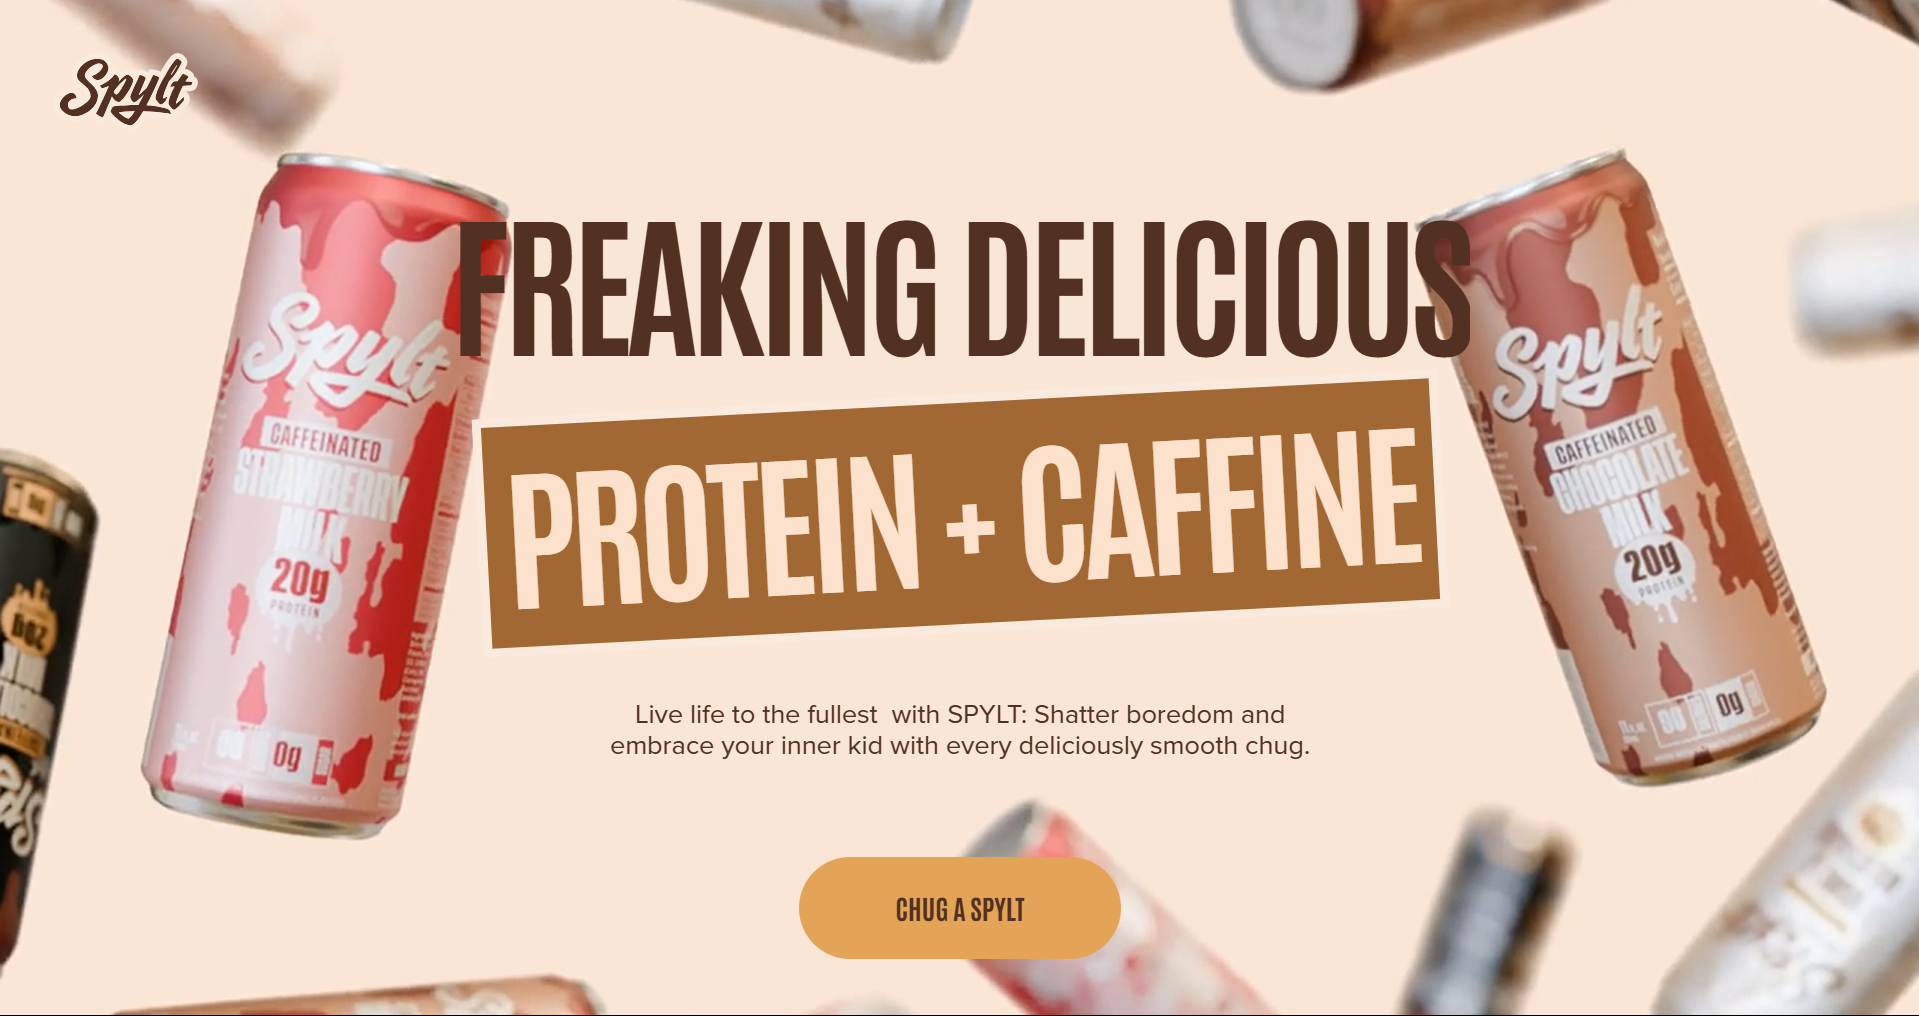 Spylt
FREAKING DELICIOUS
PROTEIN + CAFFINE
Spylt
CAFFEINATED
STRAWBERRY
MILK
20g
PROTEIN
0g
Spylt
CAFFEINATED
CHOCOLATE
MILK
20g
PROTEIN
0g
Live life to the fullest  with SPYLT: Shatter boredom and
embrace your inner kid with every deliciously smooth chug.
CHUG A SPYLT